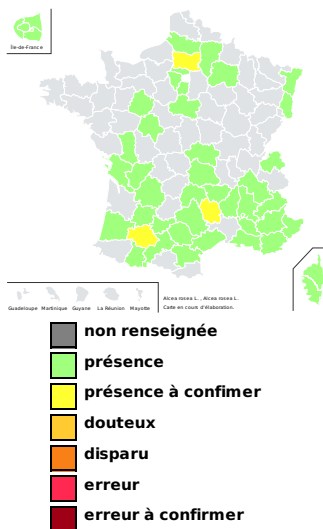 Île-de-France
Guadeloupe Martinique Guyane La Réunion Mayotte
Alcea rosea L. , Alcea rosea L.
Carte en cours d'élaboration.
non renseignée
présence
présence à confimer
douteux
disparu
erreur
erreur à confirmer